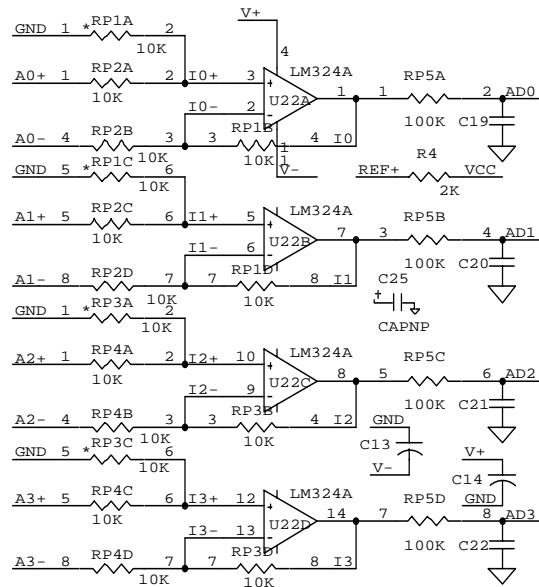 V+
GND 1 *RP1A 2
10K 4
LM324A
A0+ 1 RP2A 2 I0+ 3 + 1 1 RP5A 2 AD0
10K U22A
I0- 2 - 100K C19
A0- 4 RP2B 3 3 RP1B 4 I0
10K 10K 11
GND 5 *RP1C 6 V- REF+ R4 VCC
10K 2K
LM324A
A1+ 5 RP2C 6 I1+ 5 + 7 3 RP5B 4 AD1
10K U22B
I1- 6 - 100K C20
A1- 8 RP2D 7 7 RP1D 8 I1
10K 10K C25
+
GND 1 *RP3A 2 CAPNP
10K
LM324A
A2+ 1 RP4A 2 I2+ 10 + 8 5 RP5C 6 AD2
10K U22C
I2- 9 - 100K C21
A2- 4 RP4B 3 3 RP3B 4 I2 GND
10K 10K C13 V+
GND 5 *RP3C 6 V- C14
10K GND
LM324A
A3+ 5 RP4C 6 I3+ 12 + 14 7 RP5D 8 AD3
10K U22D
I3- 13 - 100K C22
A3- 8 RP4D 7 7 RP3D 8 I3
10K 10K